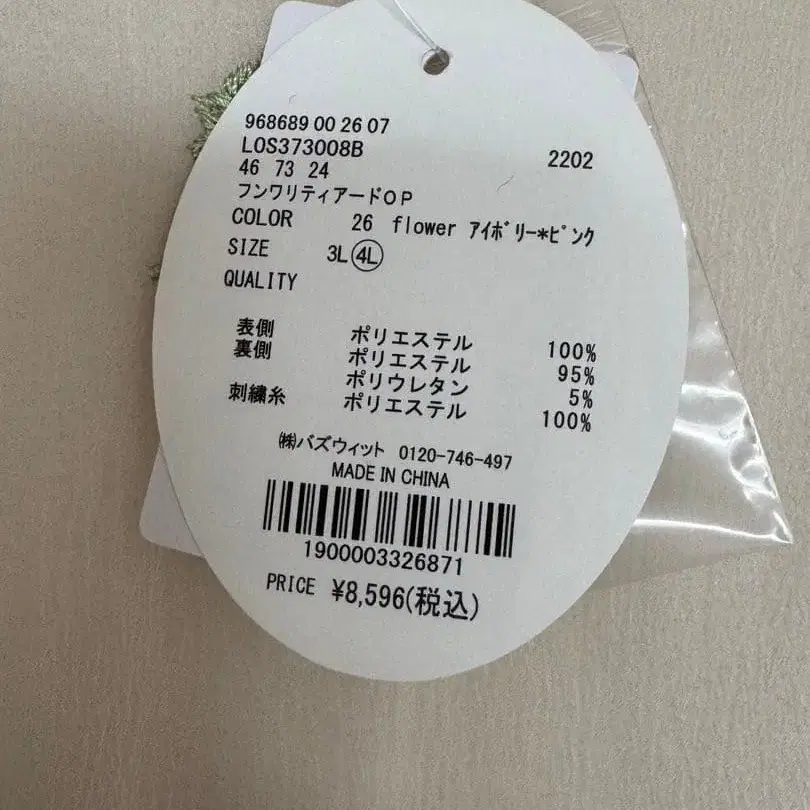 968689 00 26 07
LOS373008B 2202
46 73 24
フンワリティアードOP
COLOR 26 flower ｱｲﾎﾞﾘｰ*ﾋﾟﾝｸ
SIZE 3L 4L
QUALITY
表側 ポリエステル 100%
裏側 ポリエステル 95%
ポリウレタン 5%
刺繍糸 ポリエステル 100%
㈱バズウィット 0120-746-497
MADE IN CHINA
1900003326871
PRICE ¥8,596(税込)